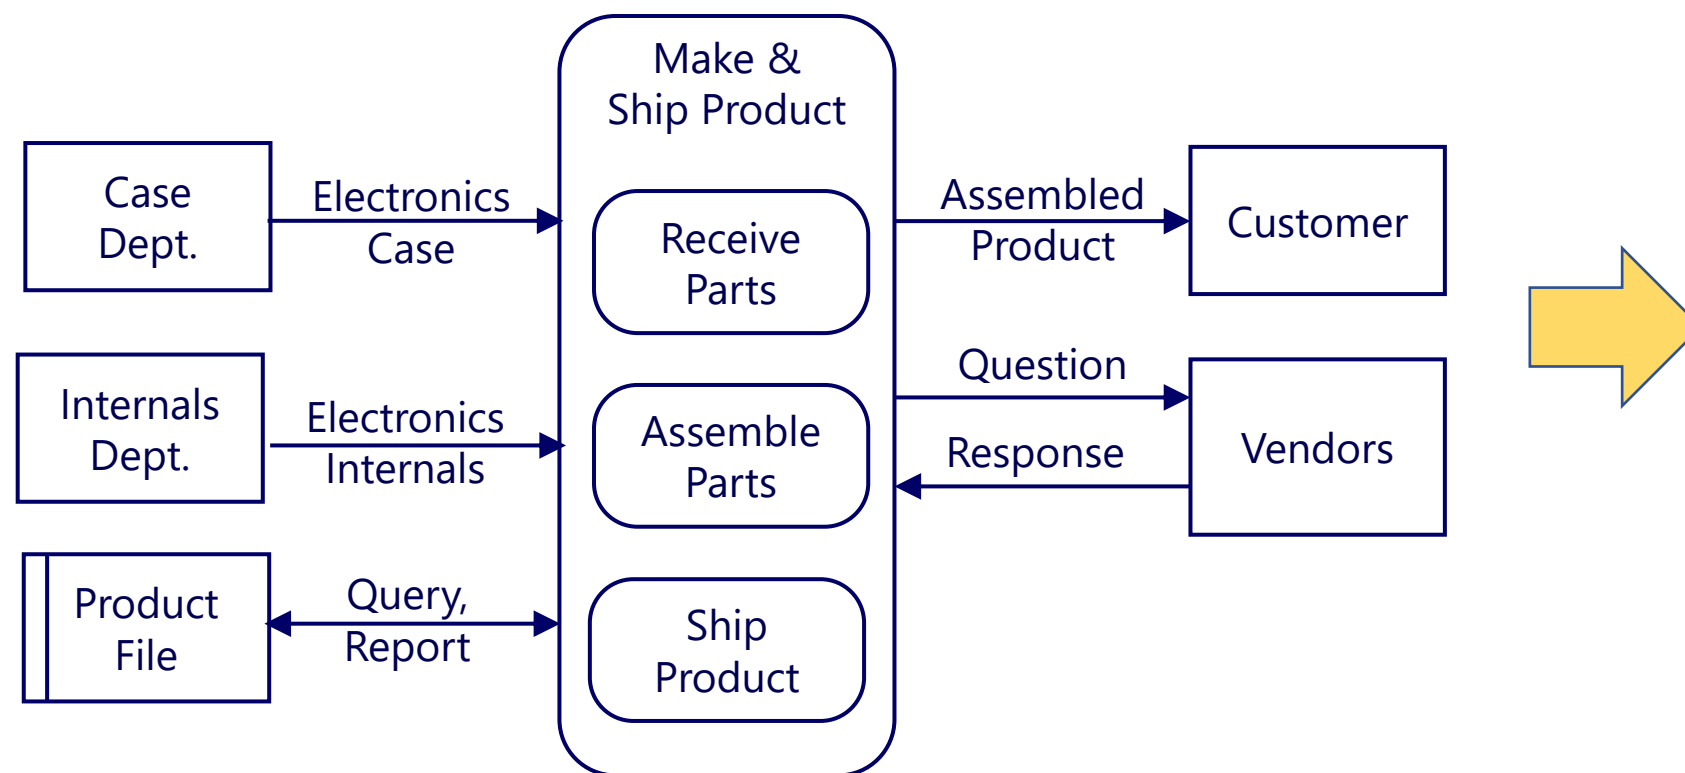 Make &
Ship Product
Case
Dept.
Electronics
Case
Receive
Parts
Assembled
Product
Customer
Internals
Dept.
Electronics
Internals
Assemble
Parts
Question
Response
Vendors
Product
File
Query,
Report
Ship
Product